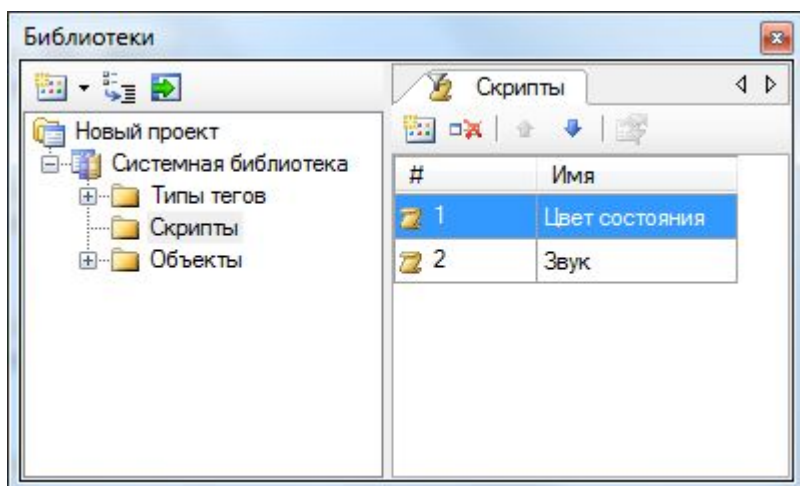 Библиотеки
Новый проект
Системная библиотека
Типы тегов
Скрипты
Объекты
Скрипты
# Имя
1 Цвет состояния
2 Звук